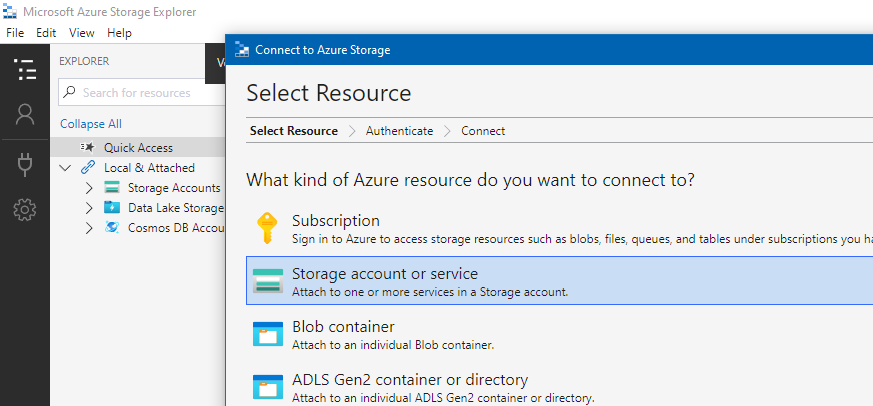 Microsoft Azure Storage Explorer
File Edit View Help
EXPLORER
Search for resources
Collapse All
Quick Access
Local & Attached
Storage Accounts
Data Lake Storage
Cosmos DB Accou
Connect to Azure Storage
Select Resource
Select Resource Authenticate Connect
What kind of Azure resource do you want to connect to?
Subscription
Sign in to Azure to access storage resources such as blobs, files, queues, and tables under subscriptions you ha
Storage account or service
Attach to one or more services in a Storage account.
Blob container
Attach to an individual Blob container.
ADLS Gen2 container or directory
Attach to an individual ADLS Gen2 container or directory.